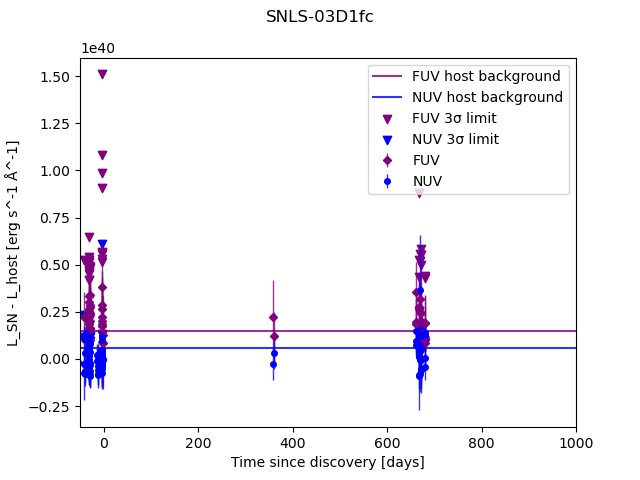 SNLS-03D1fc
1e40
FUV host background
NUV host background
FUV 3σ limit
NUV 3σ limit
FUV
NUV
1.50
1.25
1.00
0.75
0.50
0.25
0.00
−0.25
L_SN - L_host [erg s^-1 Å^-1]
0
200
400
600
800
1000
Time since discovery [days]